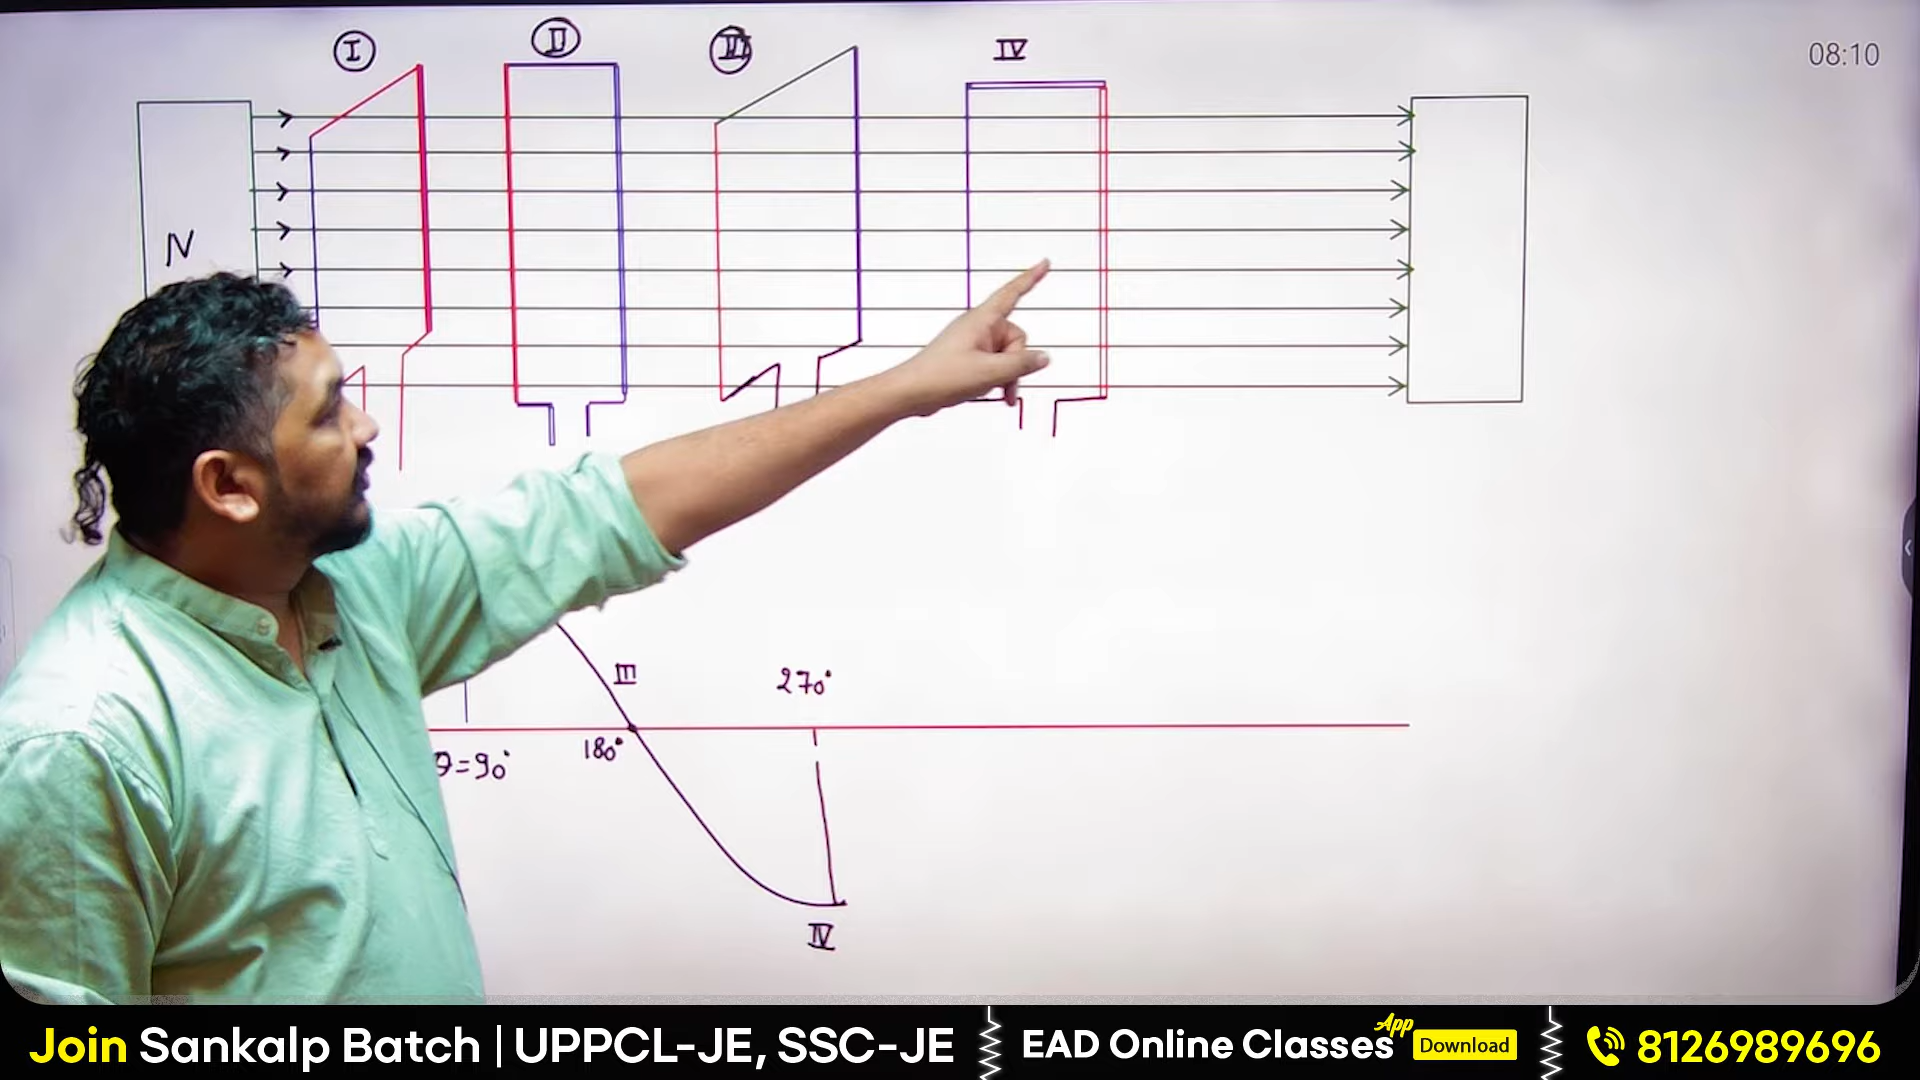 I II III IV
08:10
N
III
270°
180°
θ=90°
IV
Join Sankalp Batch | UPPCL-JE, SSC-JE EAD Online Classes App Download 8126989696